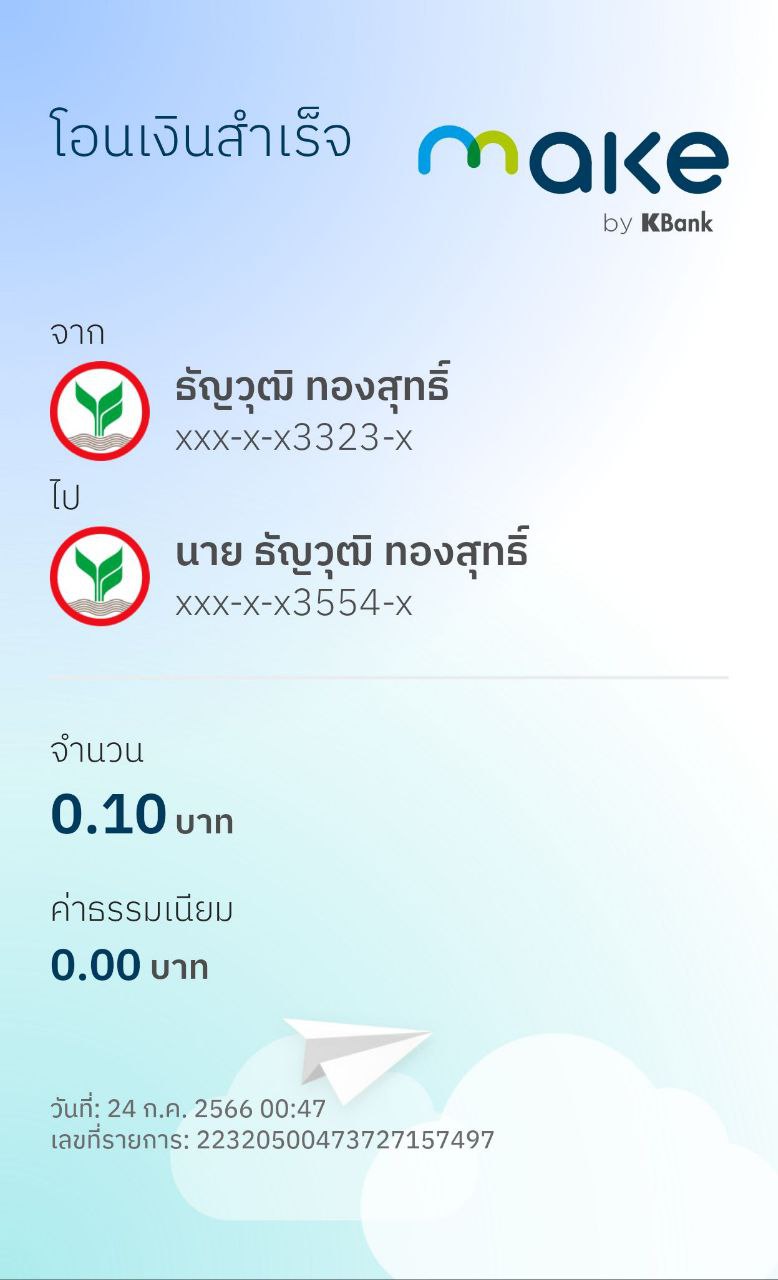 โอนเงินสำเร็จ
make
by KBank
จาก
ธัญวุฒิ ทองสุทธิ์
xxx-x-x3323-x
ไป
นาย ธัญวุฒิ ทองสุทธิ์
xxx-x-x3554-x
จำนวน
0.10 บาท
ค่าธรรมเนียม
0.00 บาท
วันที่: 24 ก.ค. 2566 00:47
เลขที่รายการ: 22320500473727157497